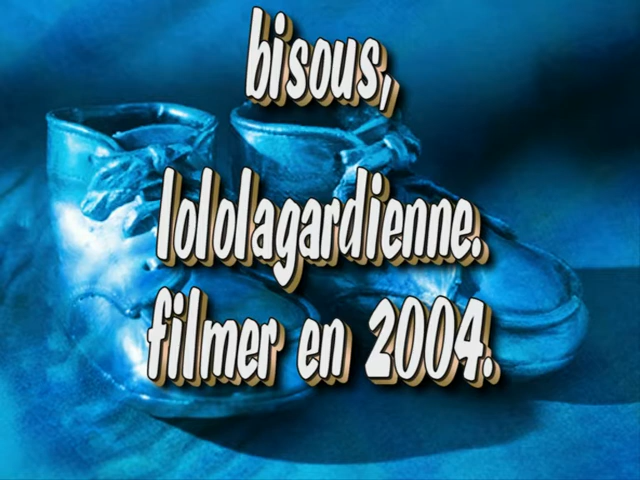 bisous,
lololagardienne.
filmer en 2004.